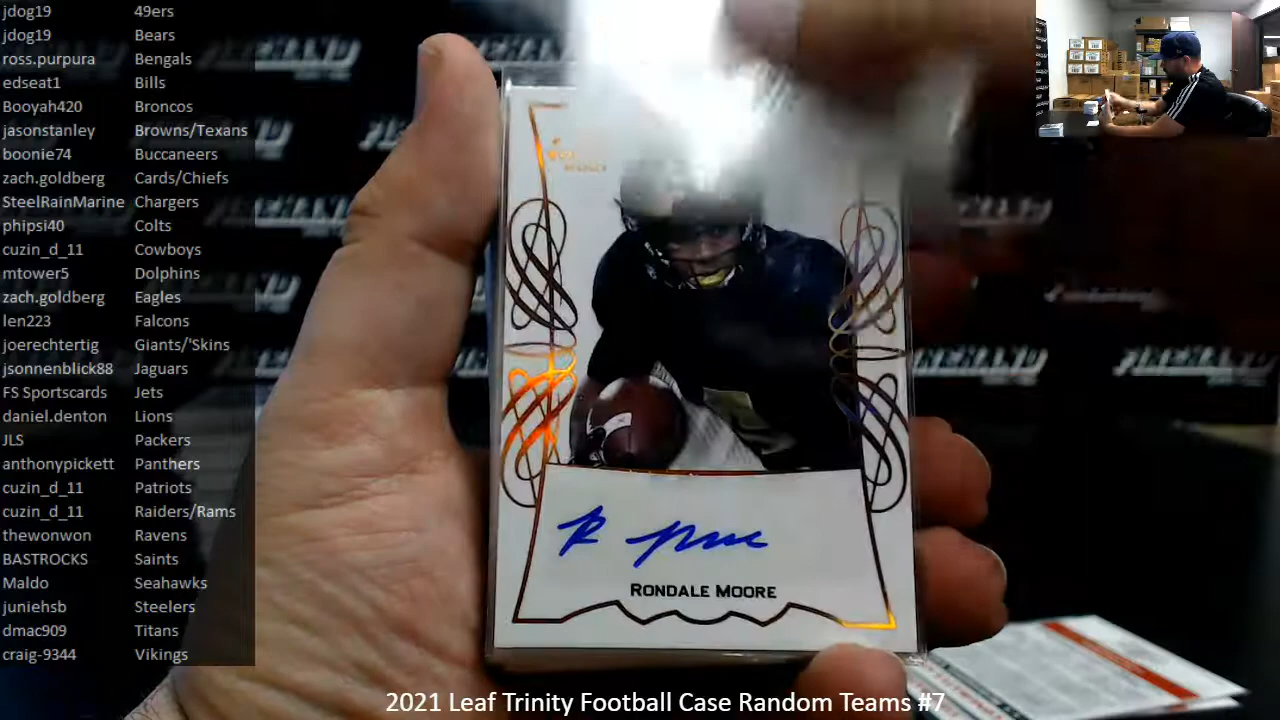 jdog19 49ers
jdog19 Bears
ross.purpura Bengals
edseat1 Bills
Booyah420 Broncos
jasonstanley Browns/Texans
boonie74 Buccaneers
zach.goldberg Cards/Chiefs
SteelRainMarine Chargers
phipsi40 Colts
cuzin_d_11 Cowboys
mtower5 Dolphins
zach.goldberg Eagles
len223 Falcons
joerechtertig Giants/'Skins
jsonnenblick88 Jaguars
FS Sportscards Jets
daniel.denton Lions
JLS Packers
anthonypickett Panthers
cuzin_d_11 Patriots
cuzin_d_11 Raiders/Rams
thewonwon Ravens
BASTROCKS Saints
Maldo Seahawks
juniehsb Steelers
dmac909 Titans
craig-9344 Vikings
RONDALE MOORE
2021 Leaf Trinity Football Case Random Teams #7